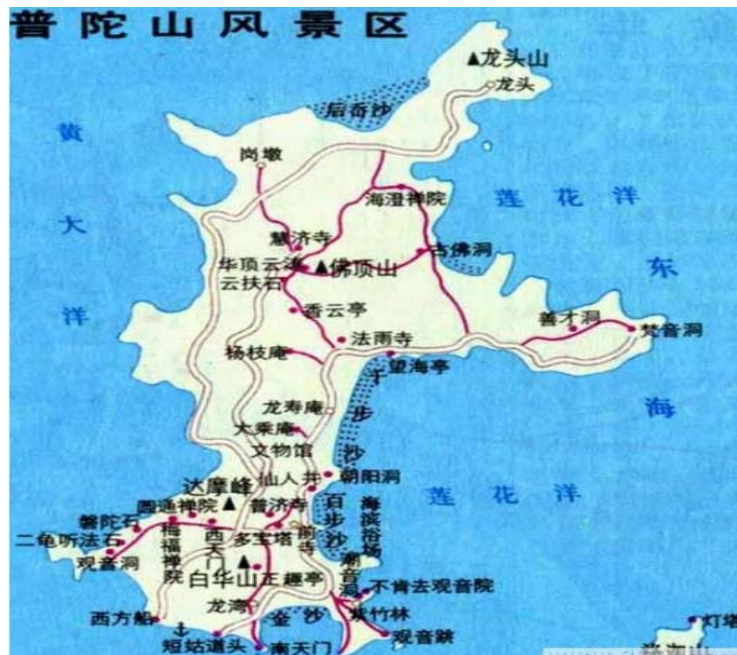 普陀山风景区
龙头山
龙头
后岙沙
黄大洋
岗墩
海澄禅院
莲花洋
慧济寺
古佛洞
华顶云涛
佛顶山
云扶石
东海
香云亭
善才洞
梵音洞
法雨寺
杨枝庵
望海亭
千步沙
龙寿庵
大乘庵
文物馆
仙人井
朝阳洞
达摩峰
莲花洋
圆通禅院
普济寺
百步沙
海滨浴场
磐陀石
梅福禅院
西天门
多宝塔
前寺
二龟听法石
观音洞
潮音洞
白华山
正趣亭
不肯去观音院
龙湾
金沙
紫竹林
西方船
短姑道头
南天门
观音跳
灯塔